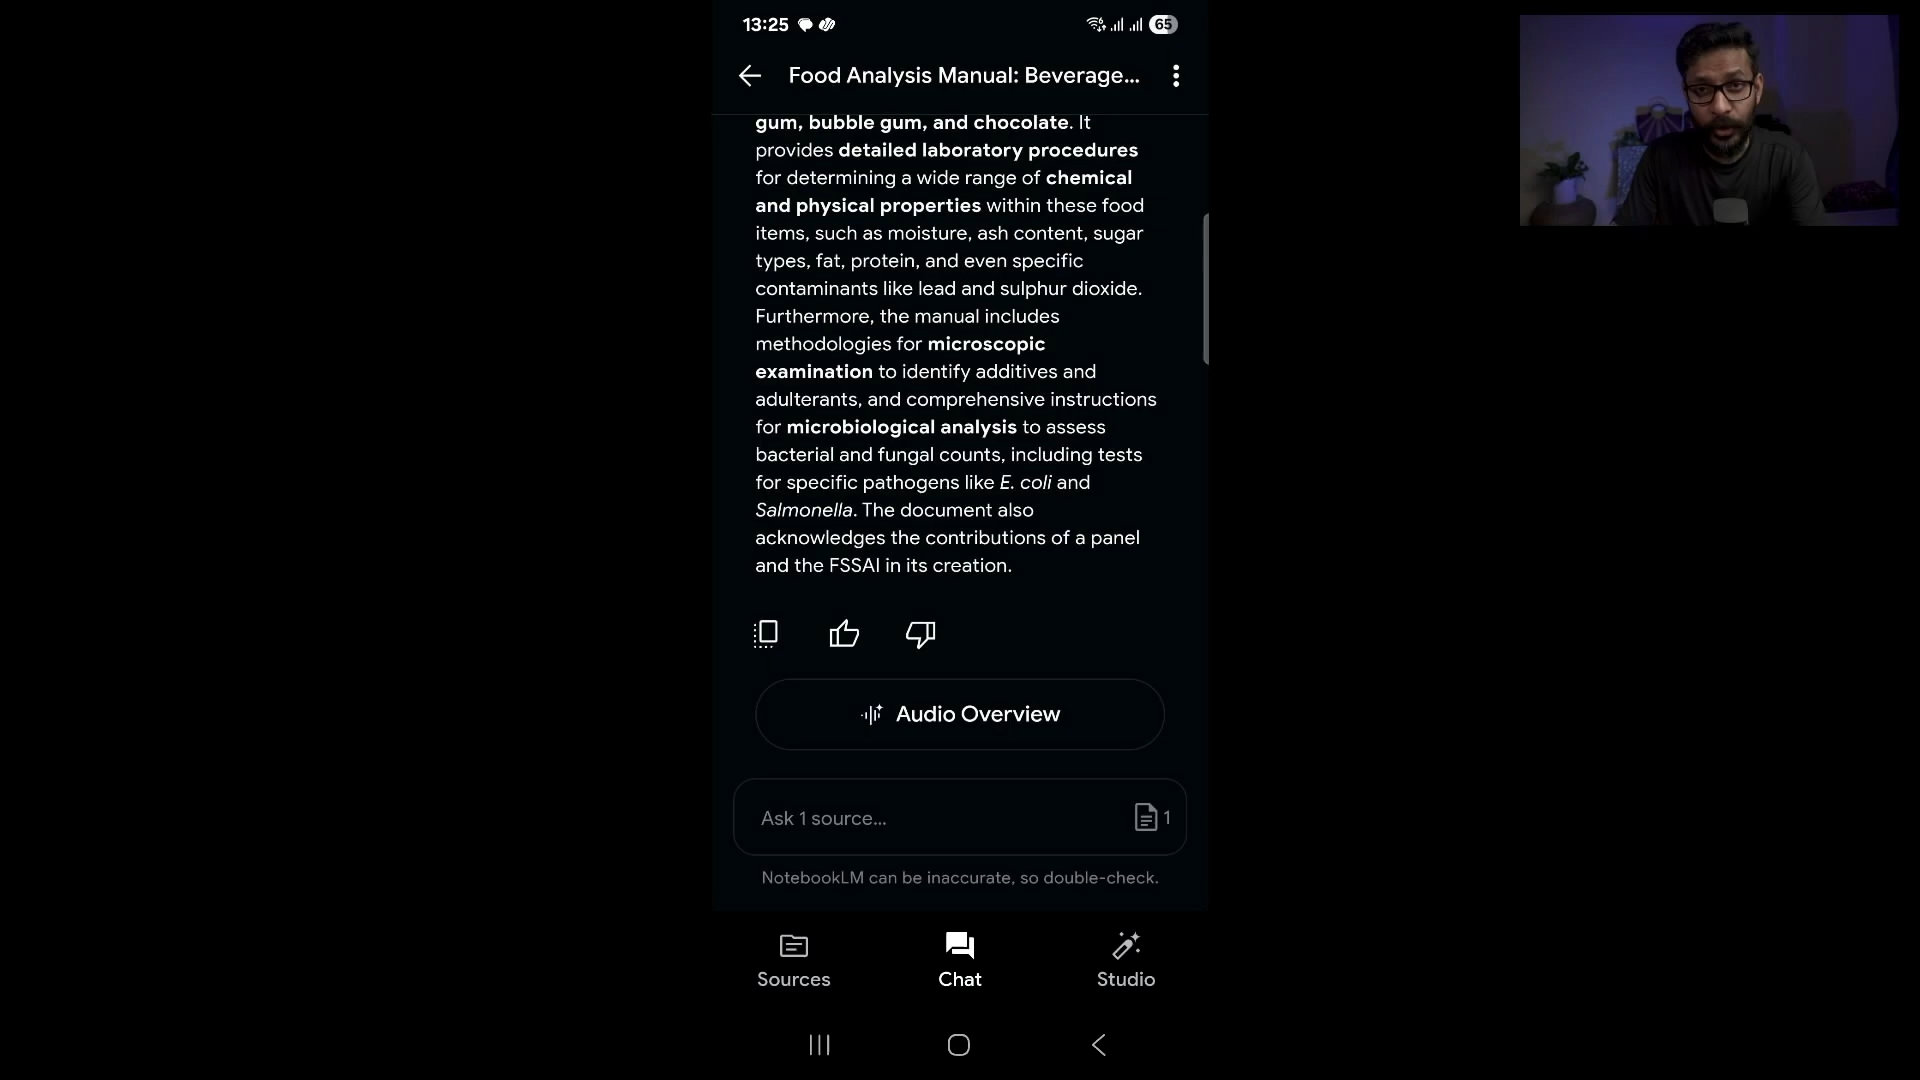 13:25
65
Food Analysis Manual: Beverage...
gum, bubble gum, and chocolate. It
provides detailed laboratory procedures
for determining a wide range of chemical
and physical properties within these food
items, such as moisture, ash content, sugar
types, fat, protein, and even specific
contaminants like lead and sulphur dioxide.
Furthermore, the manual includes
methodologies for microscopic
examination to identify additives and
adulterants, and comprehensive instructions
for microbiological analysis to assess
bacterial and fungal counts, including tests
for specific pathogens like E. coli and
Salmonella. The document also
acknowledges the contributions of a panel
and the FSSAI in its creation.
Audio Overview
Ask 1 source...
1
NotebookLM can be inaccurate, so double-check.
Sources
Chat
Studio